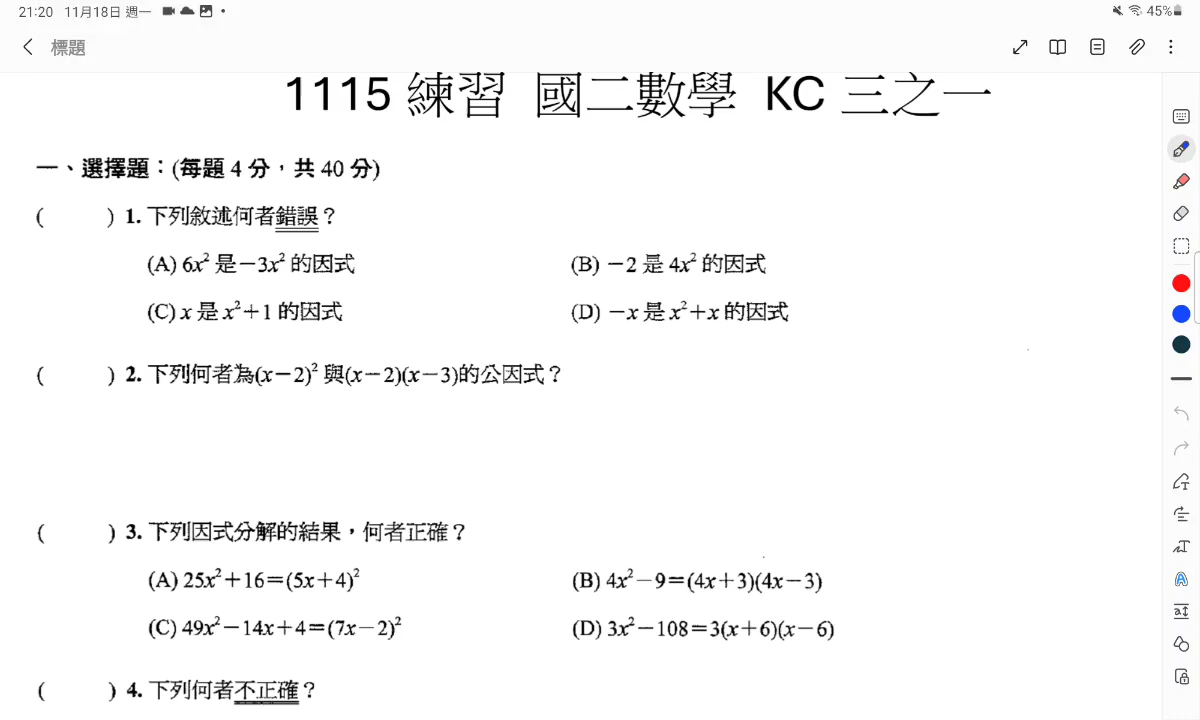 21:20 11月18日 週一 45%
標題
1115 練習 國二數學 KC 三之一
一、選擇題：(每題 4 分，共 40 分)
( ) 1. 下列敘述何者錯誤？
(A) 6x² 是－3x² 的因式 (B) －2 是 4x² 的因式
(C) x 是 x²＋1 的因式 (D) －x 是 x²＋x 的因式
( ) 2. 下列何者為(x－2)² 與(x－2)(x－3)的公因式？
( ) 3. 下列因式分解的結果，何者正確？
(A) 25x²＋16＝(5x＋4)² (B) 4x²－9＝(4x＋3)(4x－3)
(C) 49x²－14x＋4＝(7x－2)² (D) 3x²－108＝3(x＋6)(x－6)
( ) 4. 下列何者不正確？